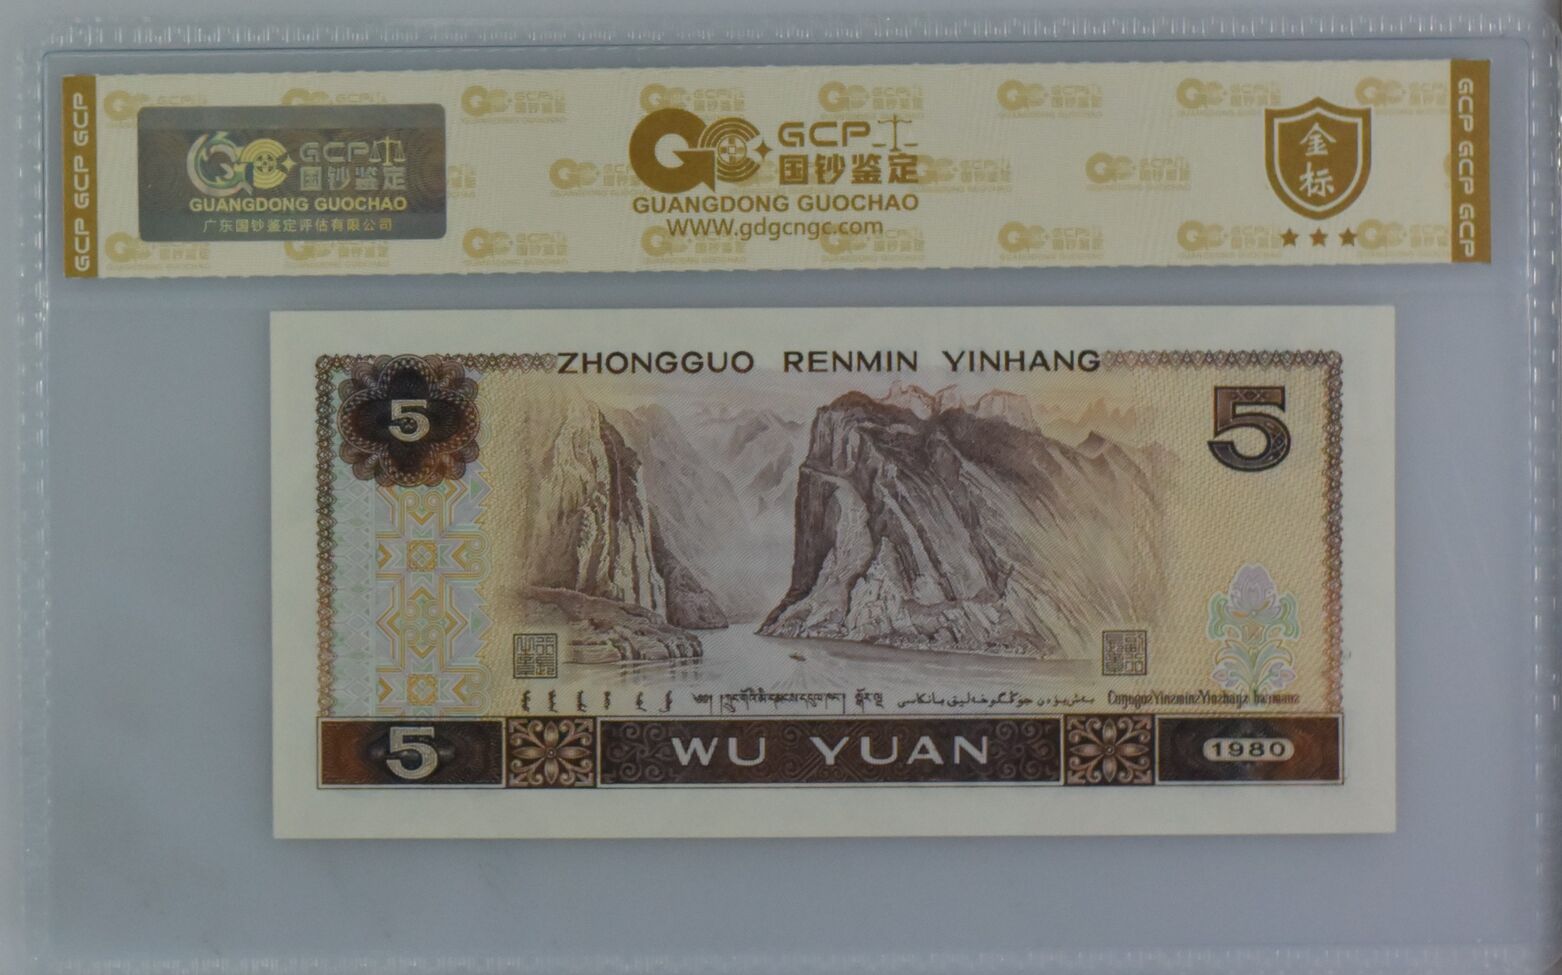 GCP GCP GCP
GCP 国钞鉴定
GUANGDONG GUOCHAO
广东国钞鉴定评估有限公司
GCP
国钞鉴定
GUANGDONG GUOCHAO
WWW.gdgcngc.com
金标
GCP GCP GCP
ZHONGGUO RENMIN YINHANG
5
5
5
WU YUAN
1980